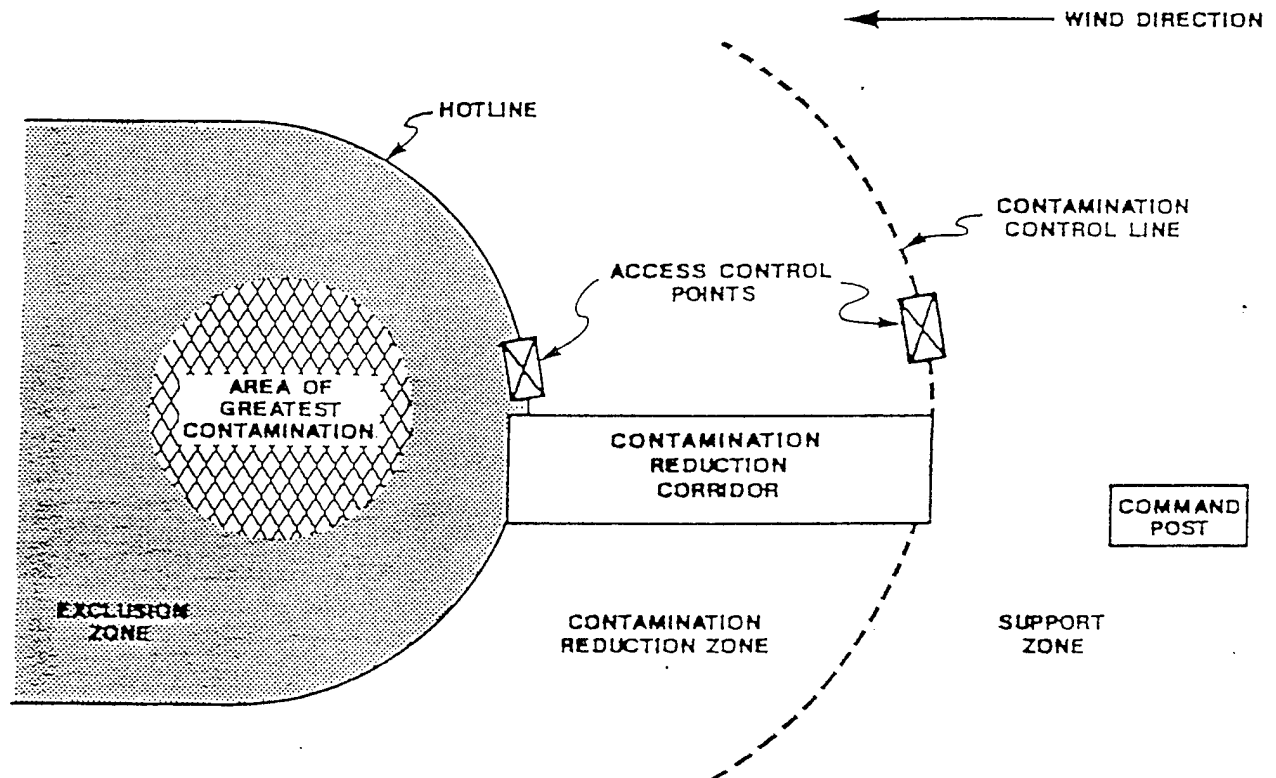 WIND DIRECTION
HOTLINE
CONTAMINATION
CONTROL LINE
ACCESS CONTROL
POINTS
AREA OF
GREATEST
CONTAMINATION
CONTAMINATION
REDUCTION
CORRIDOR
COMMAND
POST
EXCLUSION
ZONE
CONTAMINATION
REDUCTION ZONE
SUPPORT
ZONE